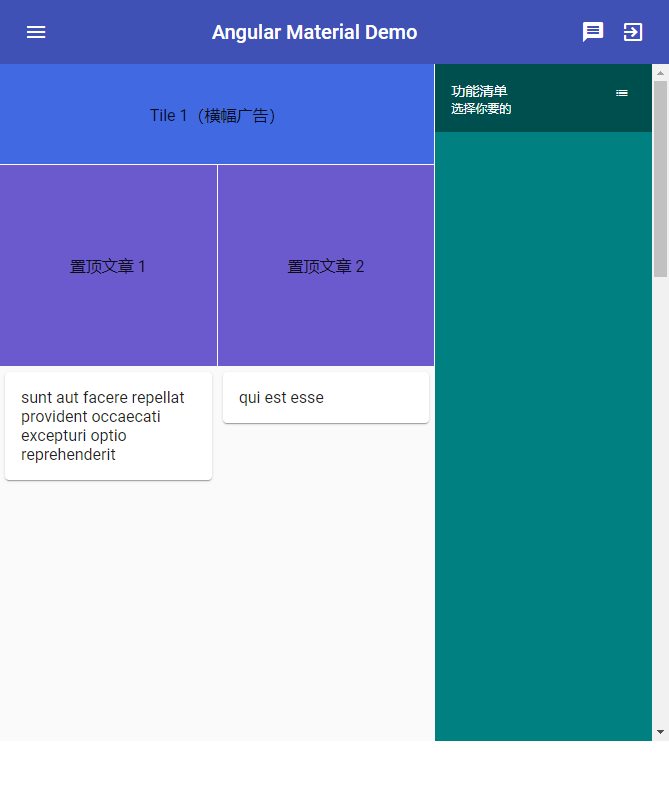 Angular Material Demo
Tile 1（横幅广告）
功能清单
选择你要的
置顶文章 1
置顶文章 2
sunt aut facere repellat
provident occaecati
excepturi optio
reprehenderit
qui est esse